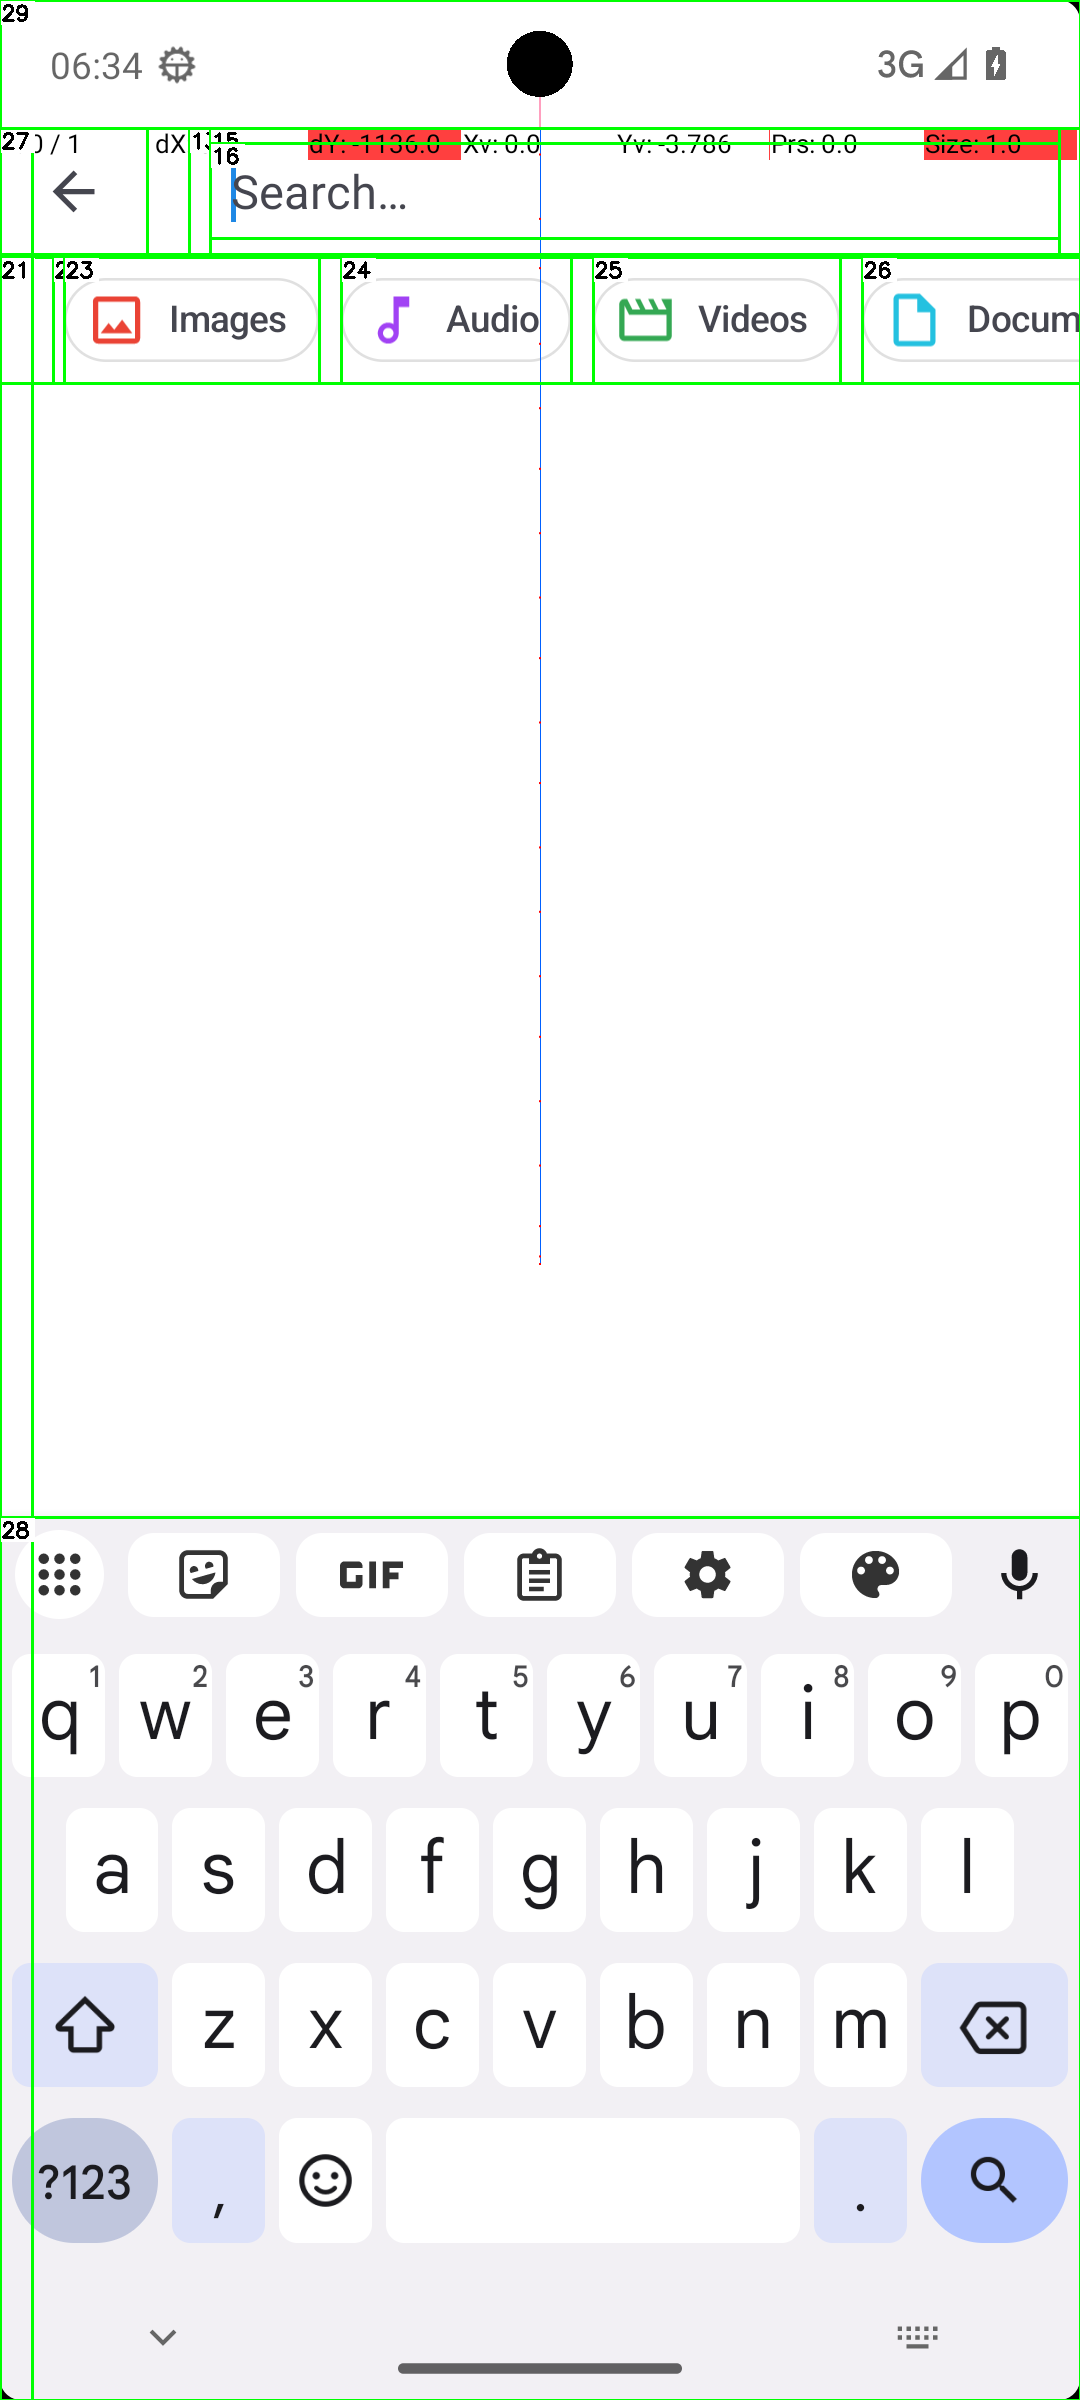 29
06:34 3G
27 0 / 1 dX 15 dY: -1136.0 Xv: 0.0 Yv: -3.786 Prs: 0.0 Size: 1.0
16
Search...
21 23 24 25 26
Images Audio Videos Docum
28
GIF
q 1 w 2 e 3 r 4 t 5 y 6 u 7 i 8 o 9 p 0
a s d f g h j k l
z x c v b n m
?123 , .